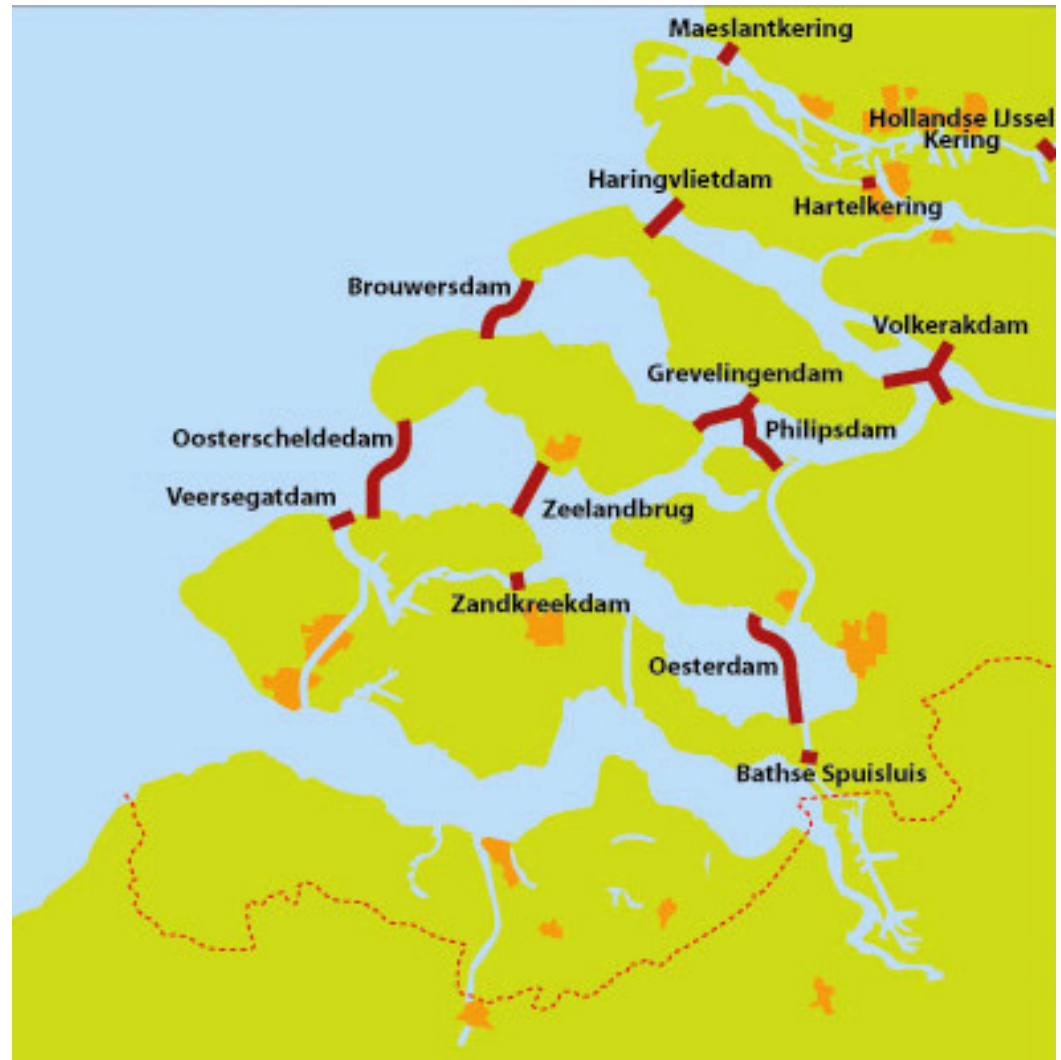 Maeslantkering
Hollandse IJssel
Kering
Haringvlietdam
Hartelkering
Brouwersdam
Volkerakdam
Grevelingendam
Philipsdam
Oosterscheldedam
Veersegatdam
Zeelandbrug
Zandkreekdam
Oesterdam
Bathse Spuisluis